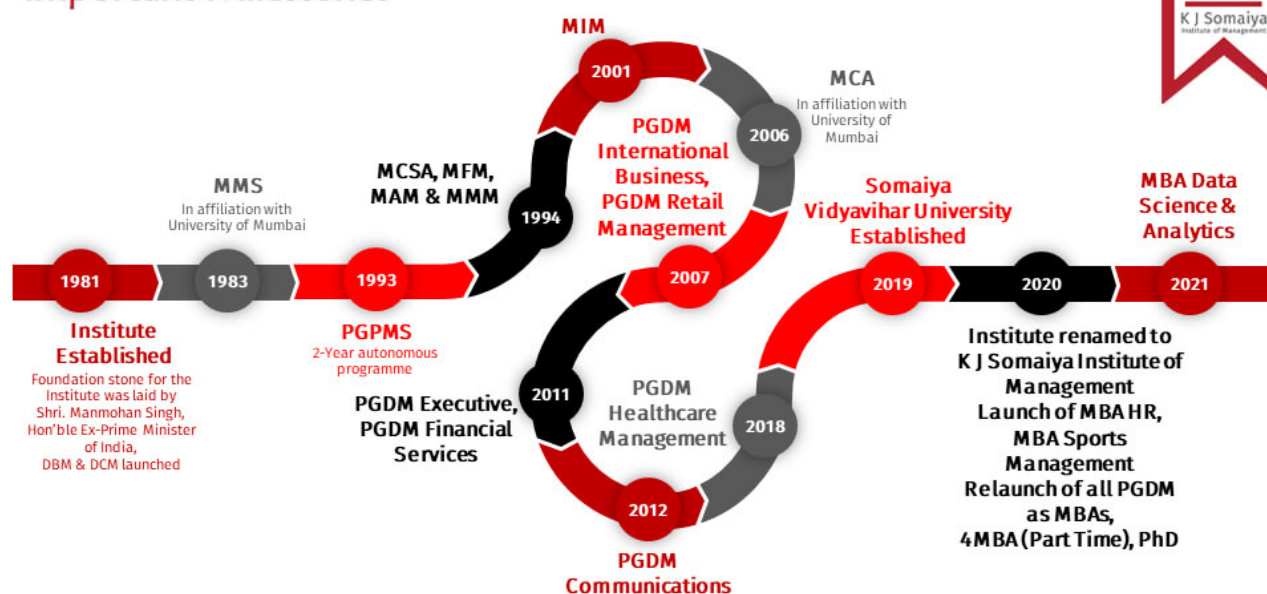 K J Somaiya
Institute of Management
1981
Institute
Established
Foundation stone for the
Institute was laid by
Shri. Manmohan Singh,
Hon'ble Ex-Prime Minister
of India,
DBM & DCM launched
MMS
In affiliation with
University of Mumbai
1983
1993
PGPMS
2-Year autonomous
programme
MCSA, MFM,
MAM & MMM
1994
MIM
2001
MCA
In affiliation with
University of
Mumbai
2006
PGDM
International
Business,
PGDM Retail
Management
2007
2011
PGDM Executive,
PGDM Financial
Services
2012
PGDM
Communications
PGDM
Healthcare
Management
2018
Somaiya
Vidyavihar University
Established
2019
2020
Institute renamed to
K J Somaiya Institute of
Management
Launch of MBA HR,
MBA Sports
Management
Relaunch of all PGDM
as MBAs,
4MBA (Part Time), PhD
MBA Data
Science &
Analytics
2021